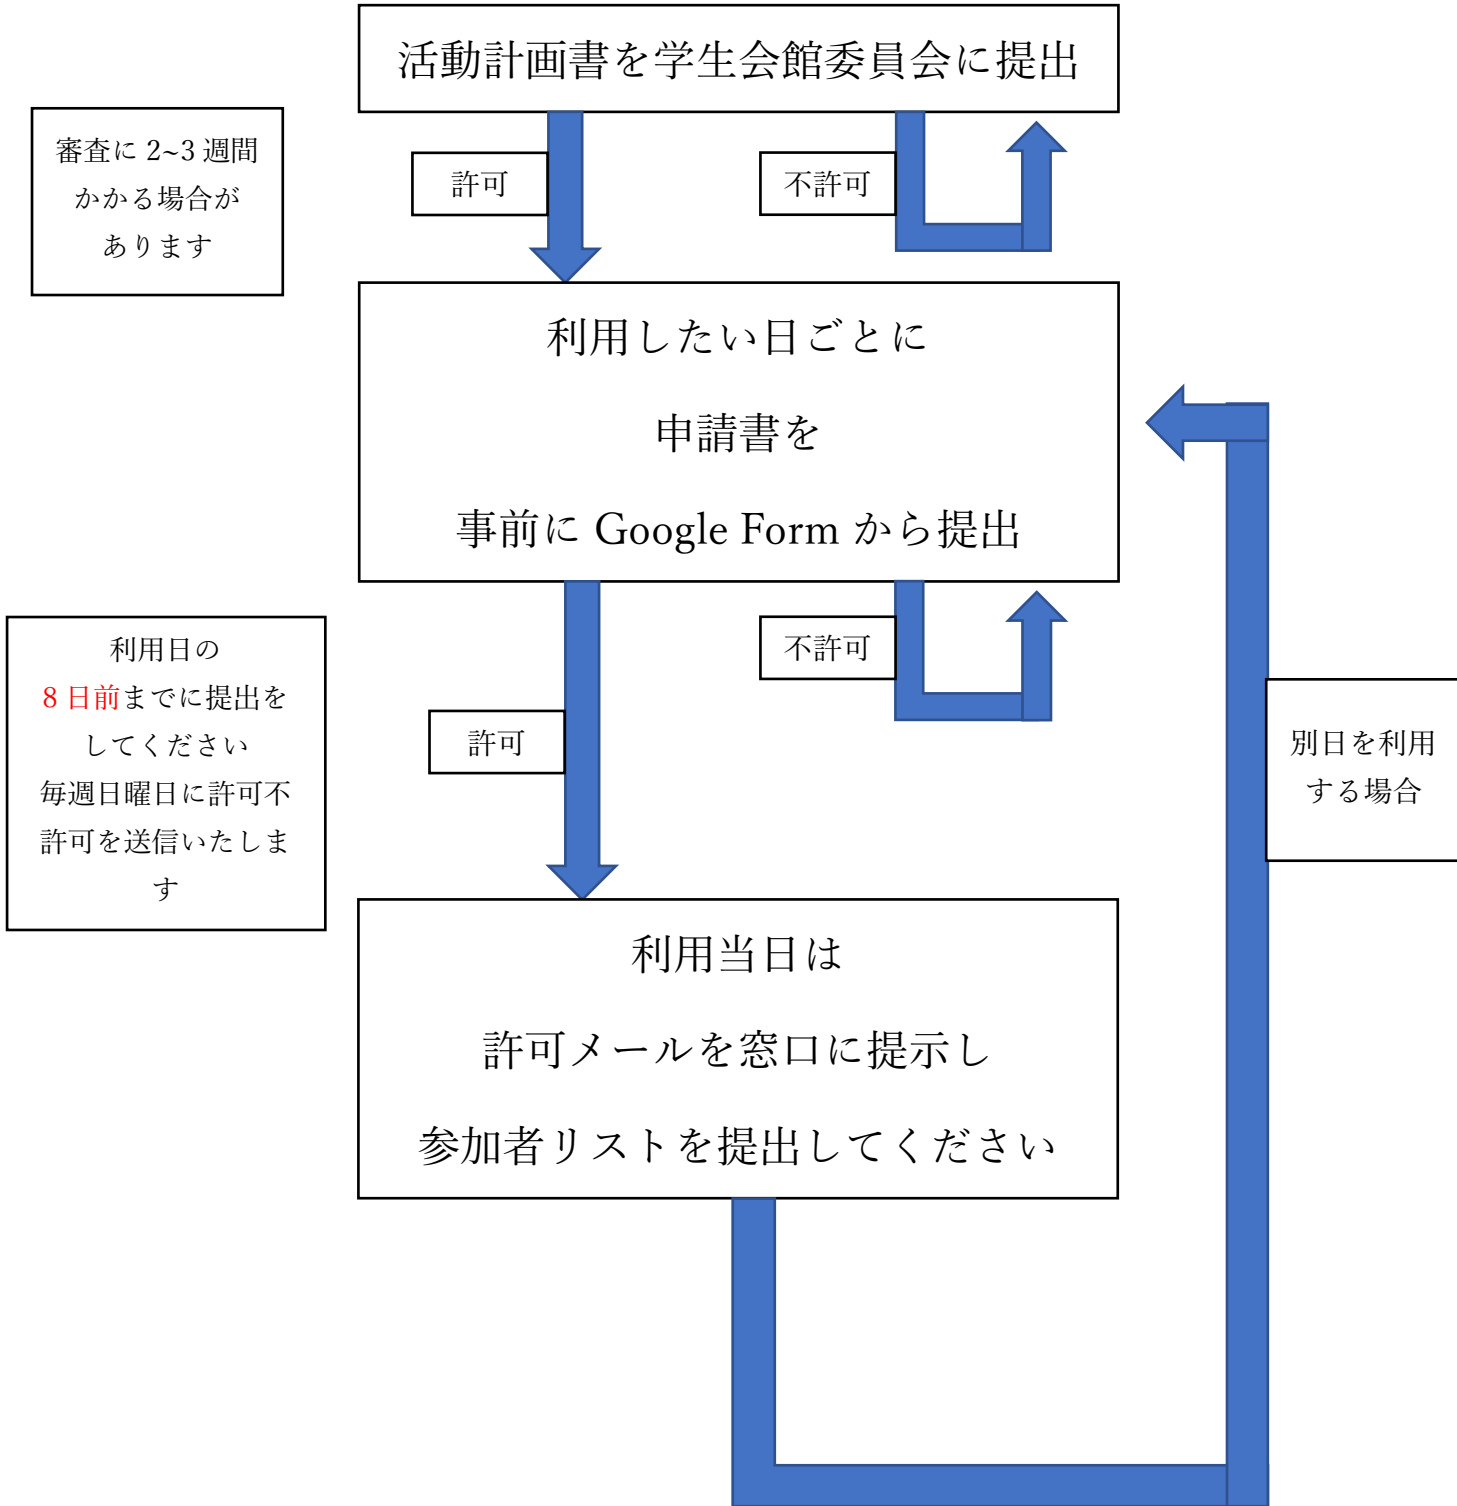 活動計画書を学生会館委員会に提出
審査に 2~3 週間
かかる場合が
あります
許可
不許可
利用したい日ごとに
申請書を
事前に Google Form から提出
利用日の
8 日前までに提出を
してください
毎週日曜日に許可不
許可を送信いたしま
す
許可
不許可
別日を利用
する場合
利用当日は
許可メールを窓口に提示し
参加者リストを提出してください